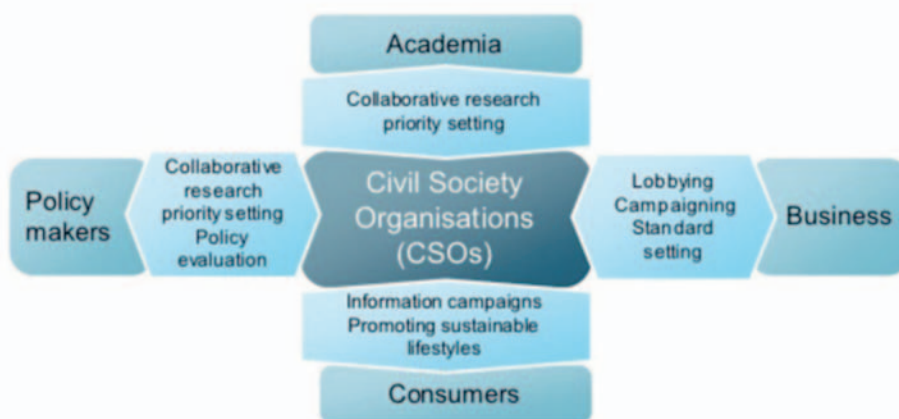 Academia
Collaborative research
priority setting
Policy
makers
Collaborative
research
priority setting
Policy
evaluation
Civil Society
Organisations
(CSOs)
Lobbying
Campaigning
Standard
setting
Business
Information campaigns
Promoting sustainable
lifestyles
Consumers